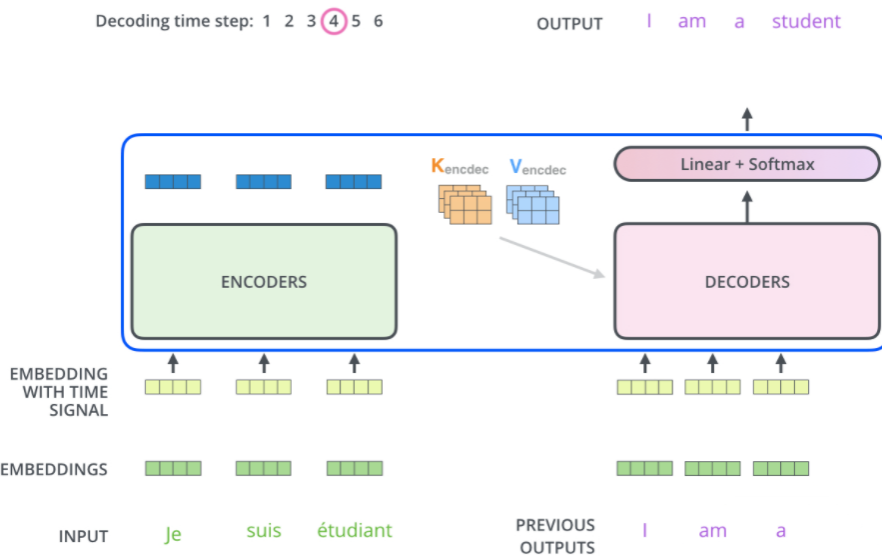 Decoding time step: 1 2 3 4 5 6
OUTPUT I am a student
Linear + Softmax
Kencdec Vencdec
ENCODERS
DECODERS
EMBEDDING
WITH TIME
SIGNAL
EMBEDDINGS
INPUT Je suis étudiant
PREVIOUS
OUTPUTS
I am a